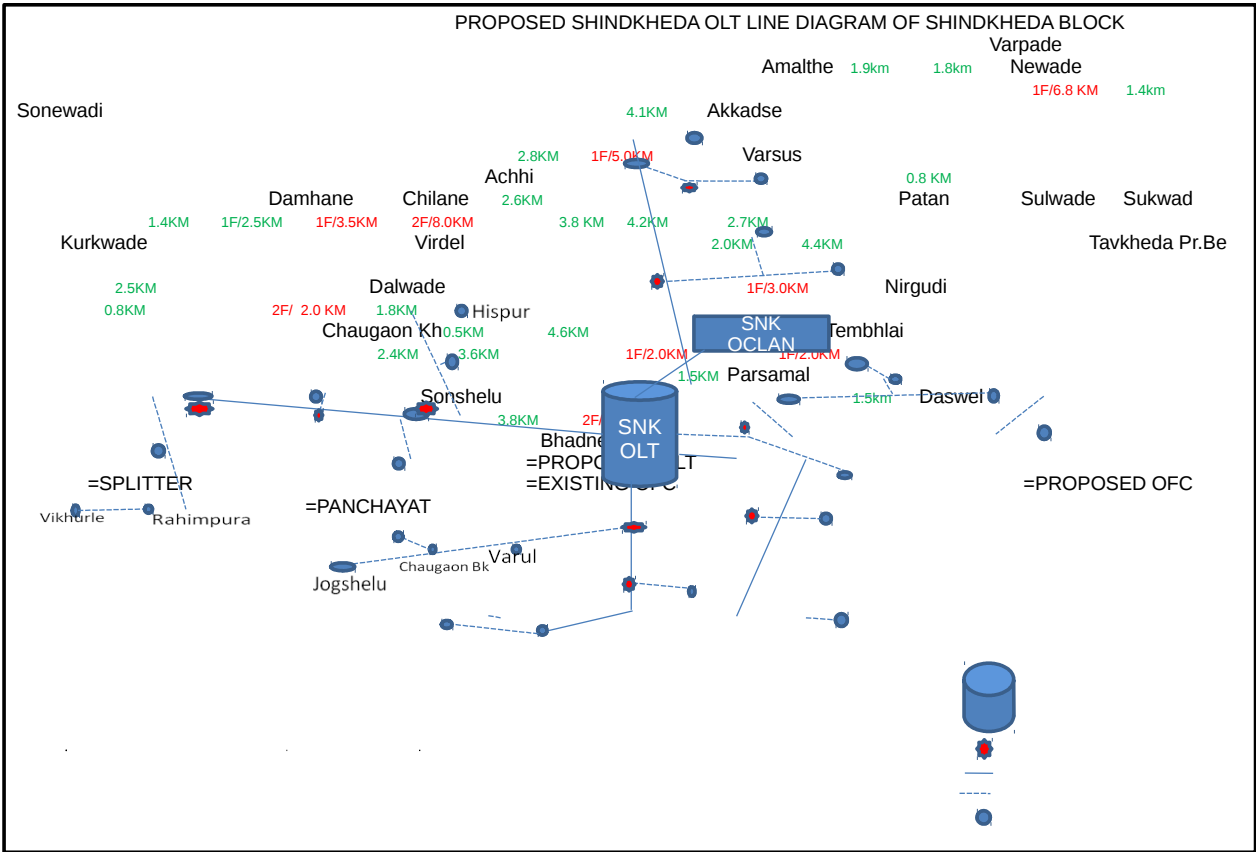 PROPOSED SHINDKHEDA OLT LINE DIAGRAM OF SHINDKHEDA BLOCK
Varpade
Amalthe 1.9km 1.8km Newade
1F/6.8 KM 1.4km
Sonewadi 4.1KM Akkadse
2.8KM 1F/5.0KM Varsus
Achhi 0.8 KM
Damhane Chilane 2.6KM Patan Sulwade Sukwad
1.4KM 1F/2.5KM 1F/3.5KM 2F/8.0KM 3.8 KM 4.2KM 2.7KM
Kurkwade Virdel 2.0KM 4.4KM Tavkheda Pr.Be
2.5KM Dalwade 1F/3.0KM Nirgudi
0.8KM 2F/ 2.0 KM 1.8KM Hispur
SNK OCLAN
Chaugaon Kh 0.5KM 4.6KM Tembhlai
2.4KM 3.6KM 1F/2.0KM 1F/2.0KM
1.5KM Parsamal
Sonshelu 1.5km Daswel
3.8KM 2F/
SNK OLT
=SPLITTER =PROPOSED OFC
=EXISTING
=PANCHAYAT
Vikhurle Rahimpura
Chaugaon Bk Varul
Jogshelu